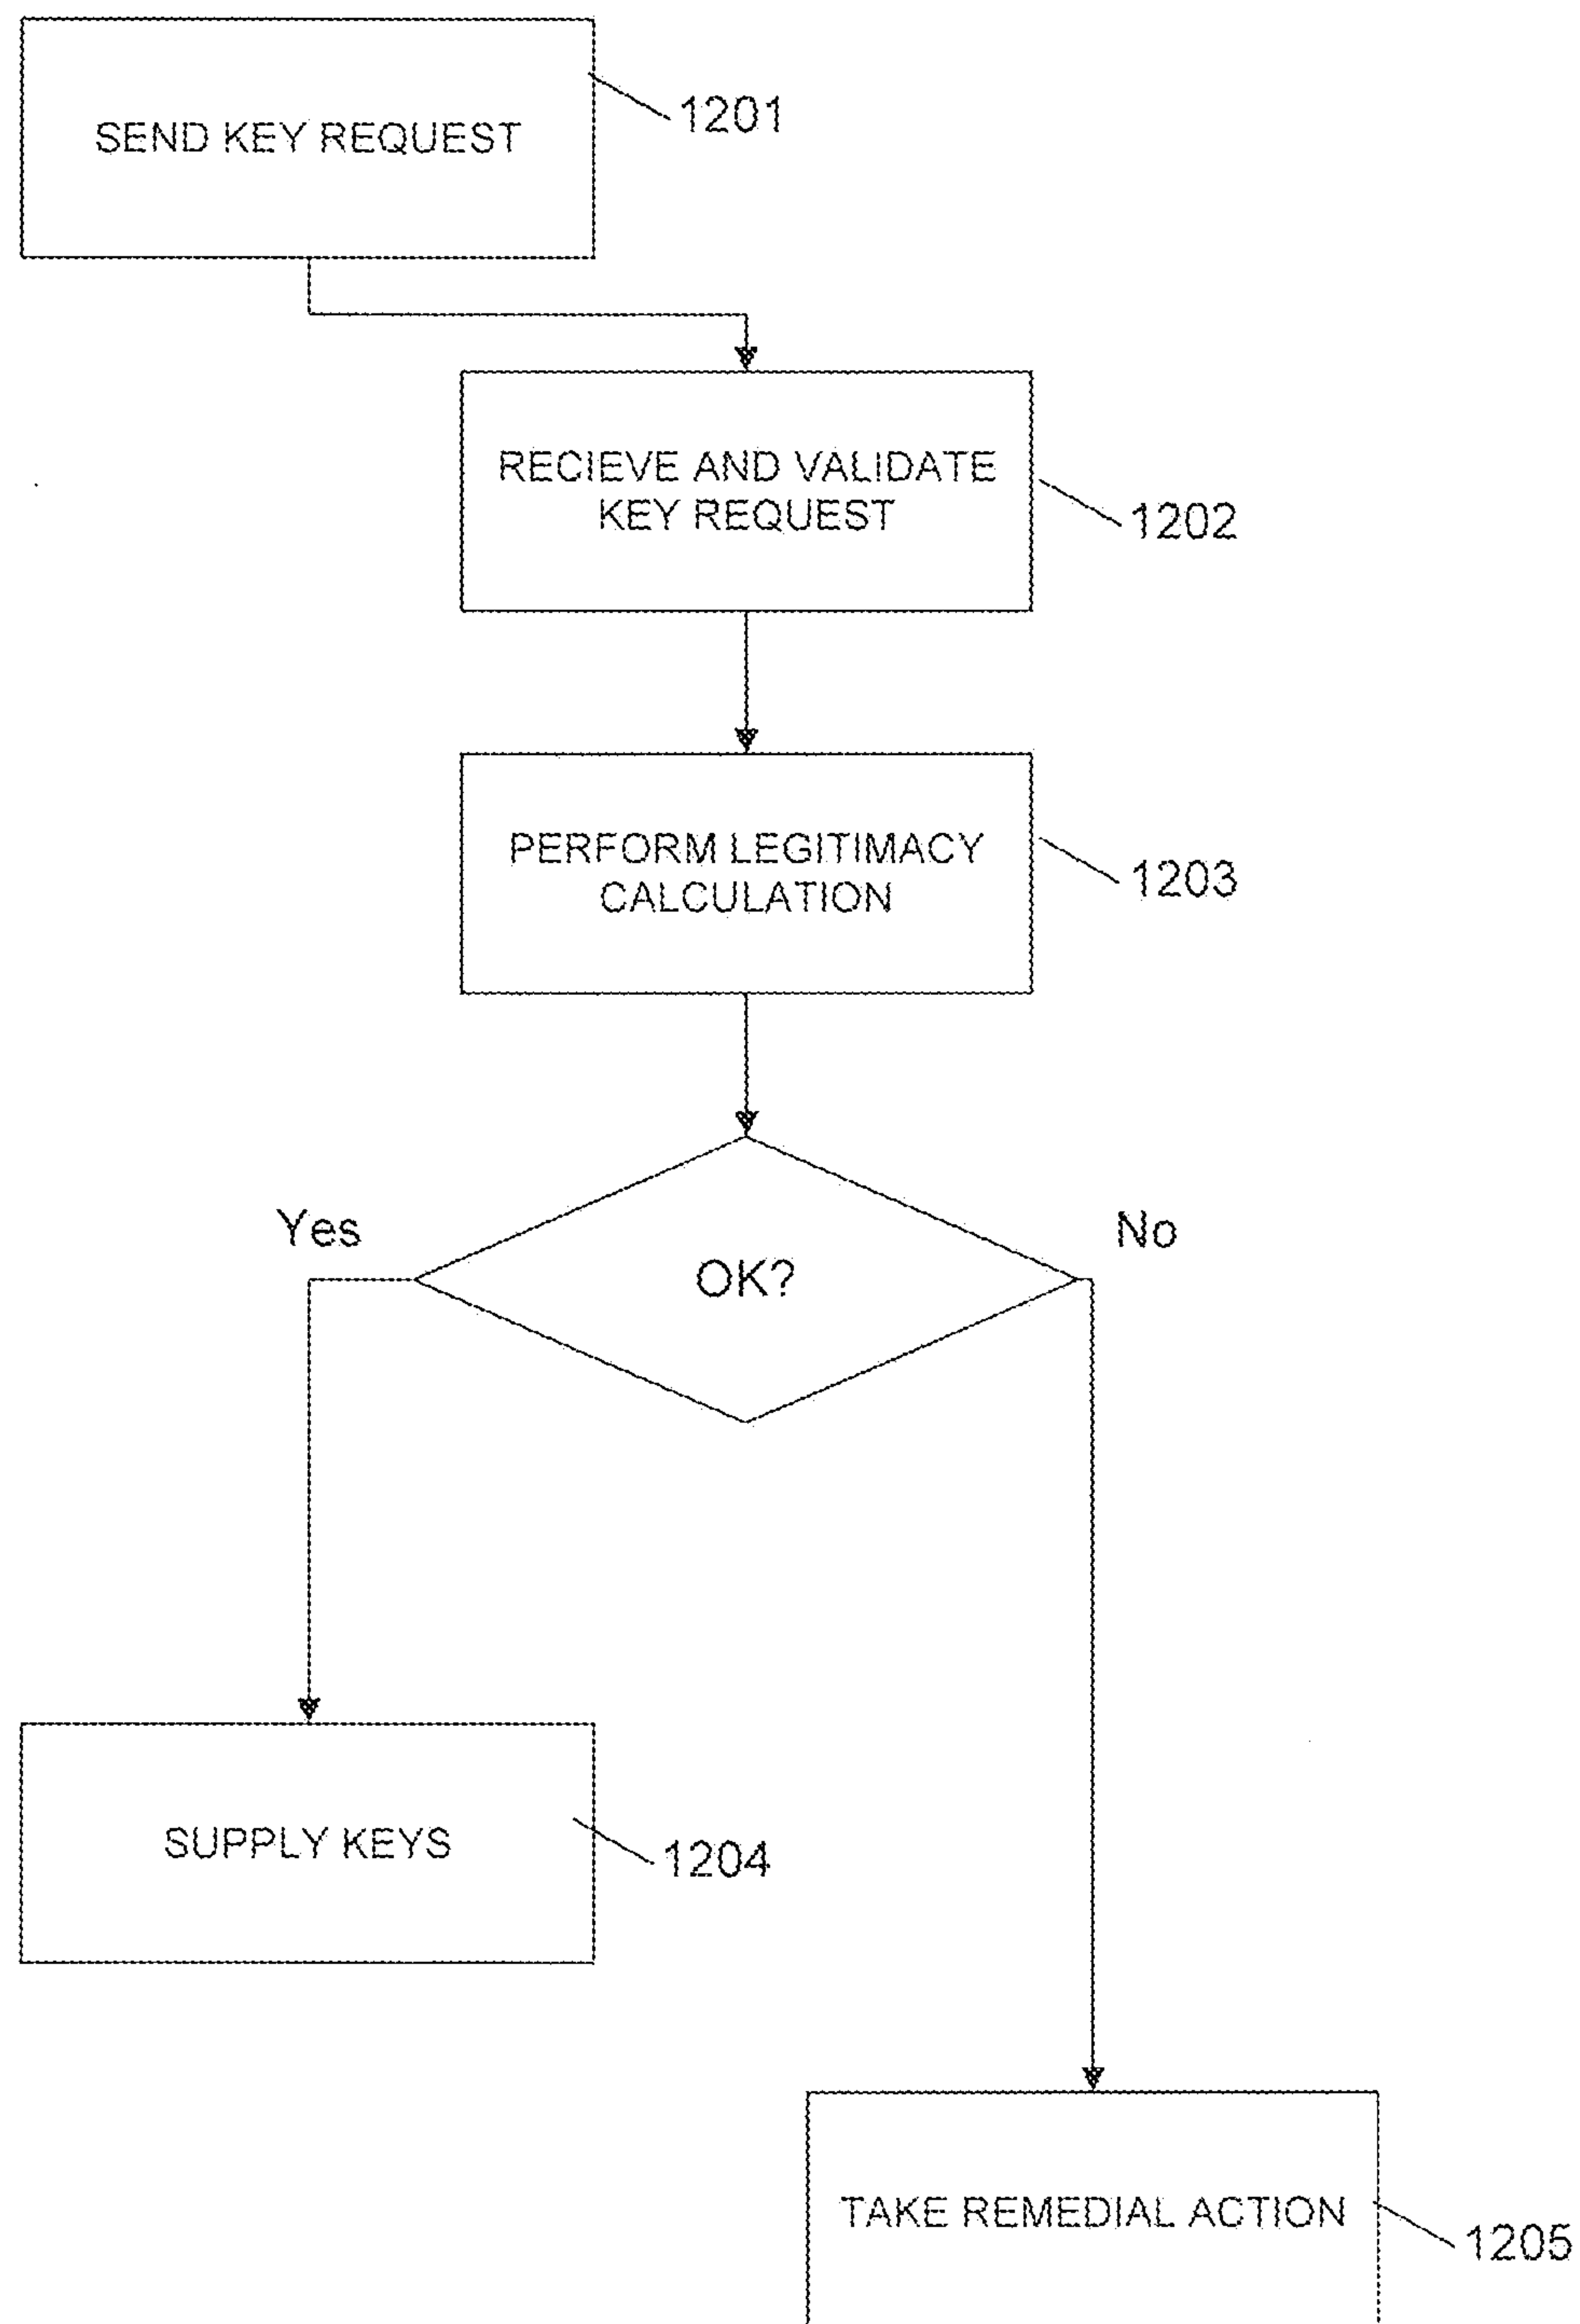 SEND KEY REQUEST
1201
RECIEVE AND VALIDATE
KEY REQUEST
1202
PERFORM LEGITIMACY
CALCULATION
1203
Yes
No
OK?
SUPPLY KEYS
1204
TAKE REMEDIAL ACTION
1205